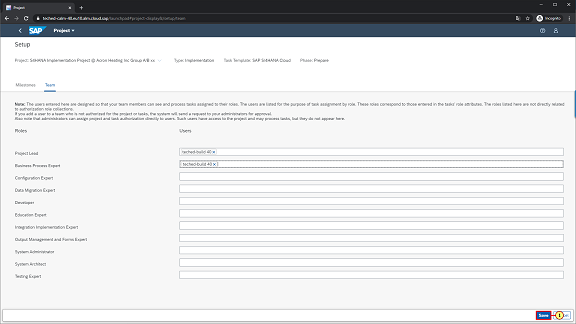 Project
teched-calm-40.eu10.alm.cloud.sap/launchpad#project-display&/setup/team
Incognito
SAP Project
Setup
Project: S4HANA Implementation Project @ Acron Heating Inc Group A/B xx Type: Implementation Task Template: SAP S/4HANA Cloud Phase: Prepare
Milestones Team
Note: The users entered here are designed so that your team members can see and process tasks assigned to their roles. The users are listed for the purpose of task assignment by role. These roles correspond to those entered in the tasks' role attributes. The roles listed here are not directly related
to authorization role collections.
If you add a user to a team who is not authorized for the project or tasks, the system will send a request to your administrators for approval.
Also note that administrators can assign project and task authorization directly to users. Such users have access to the project and may process tasks, but they do not appear here.
Roles Users
Project Lead teched-build 40
Business Process Expert teched-build 40
Configuration Expert
Data Migration Expert
Developer
Education Expert
Integration Implementation Expert
Output Management and Forms Expert
System Administrator
System Architect
Testing Expert
Save 1